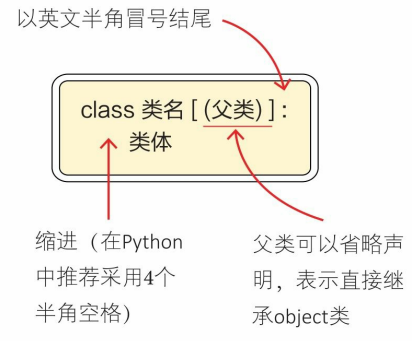 以英文半角冒号结尾
class 类名 [ (父类) ] :
类体
缩进（在Python
中推荐采用4个
半角空格)
父类可以省略声
明，表示直接继
承object类